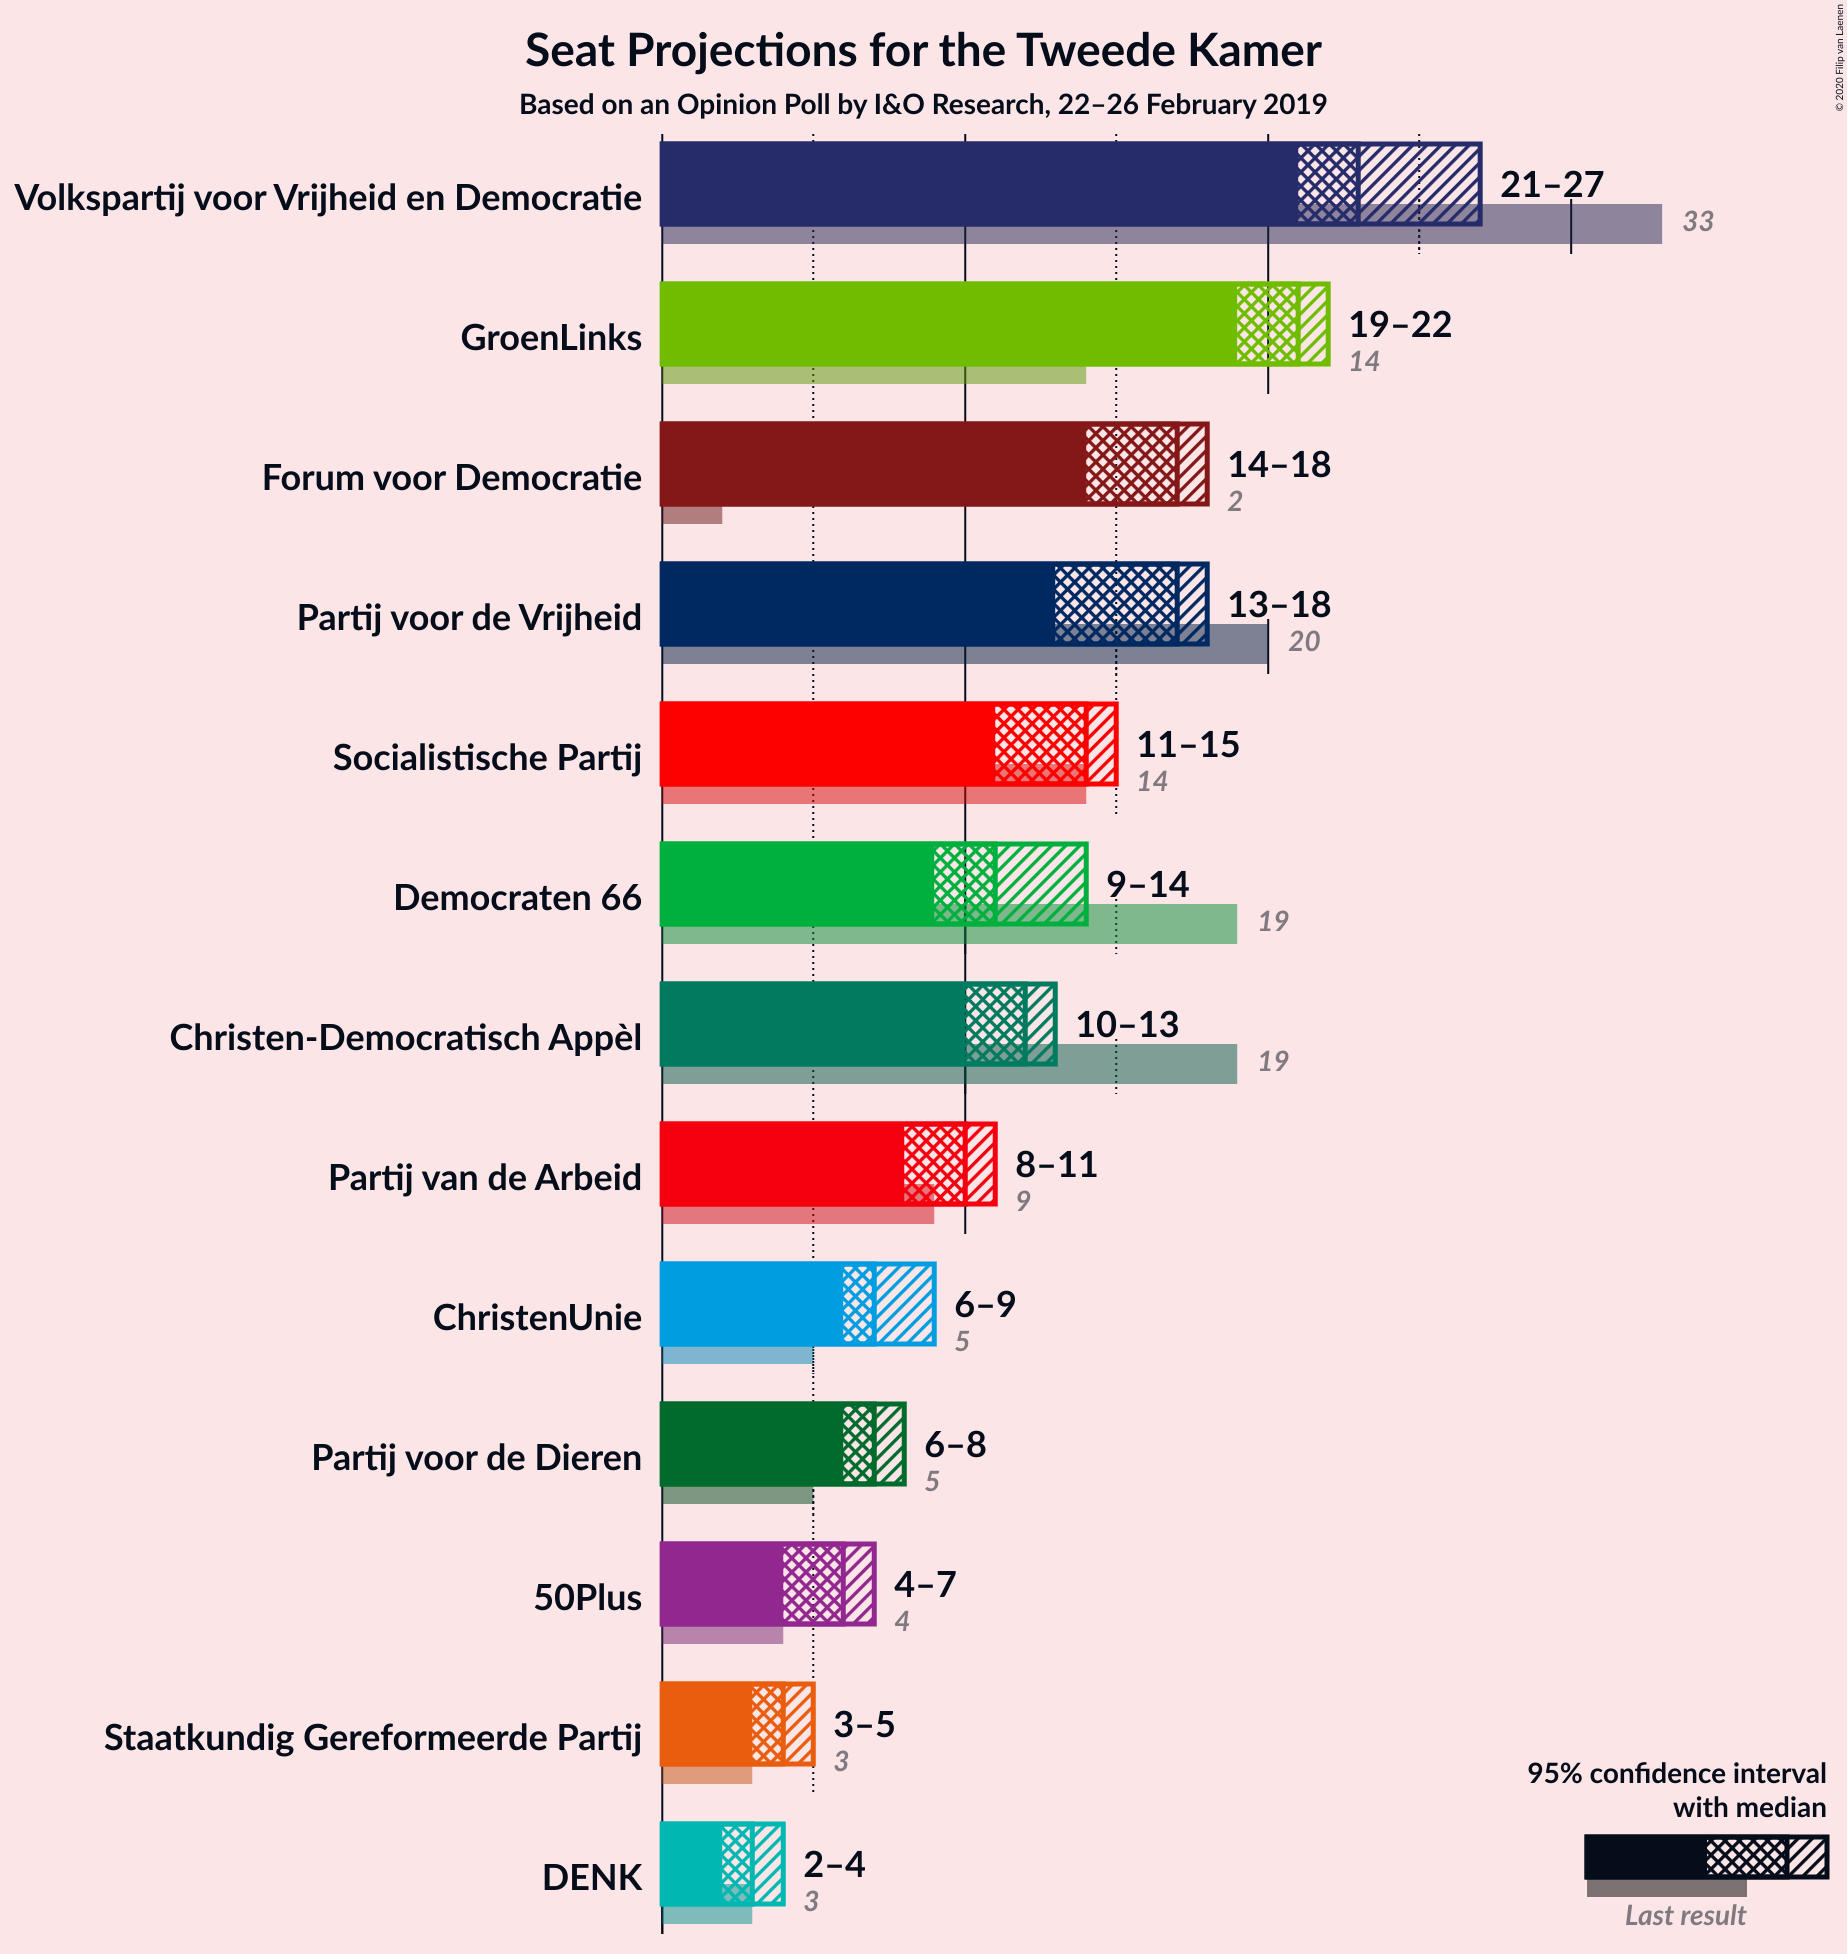 Seat Projections for the Tweede Kamer
Based on an Opinion Poll by I&O Research, 22–26 February 2019
© 2020 Filip van Laenen
Volkspartij voor Vrijheid en Democratie
21–27
33
GroenLinks
19–22
14
Forum voor Democratie
14–18
2
Partij voor de Vrijheid
13–18
20
Socialistische Partij
11–15
14
Democraten 66
9–14
19
Christen-Democratisch Appèl
10–13
19
Partij van de Arbeid
8–11
9
ChristenUnie
6–9
5
Partij voor de Dieren
6–8
5
50Plus
4–7
4
Staatkundig Gereformeerde Partij
3–5
3
DENK
2–4
3
95% confidence interval
with median
Last result